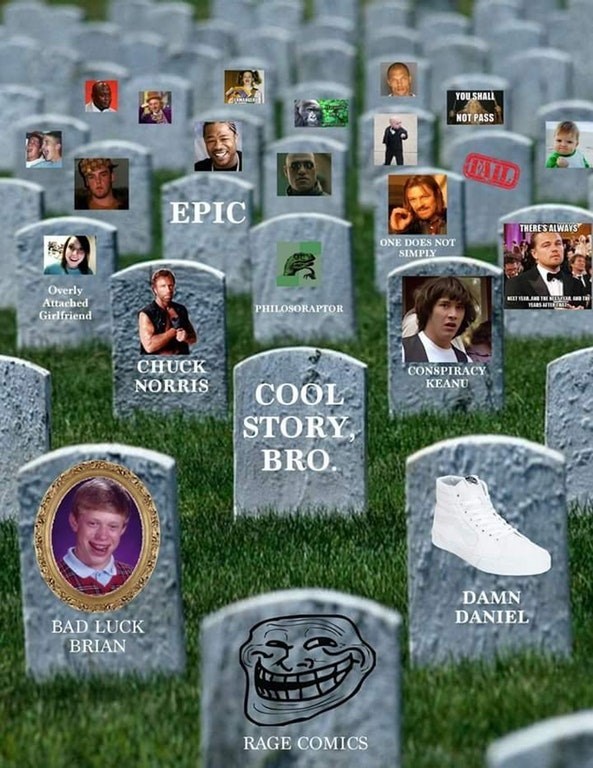 YOU SHALL
NOT PASS
FAIL
EPIC
ONE DOES NOT
SIMPLY
THERE'S ALWAYS
Overly
Attached
Girlfriend
PHILOSORAPTOR
CHUCK
NORRIS
CONSPIRACY
KEANU
COOL
STORY,
BRO.
DAMN
DANIEL
BAD LUCK
BRIAN
RAGE COMICS